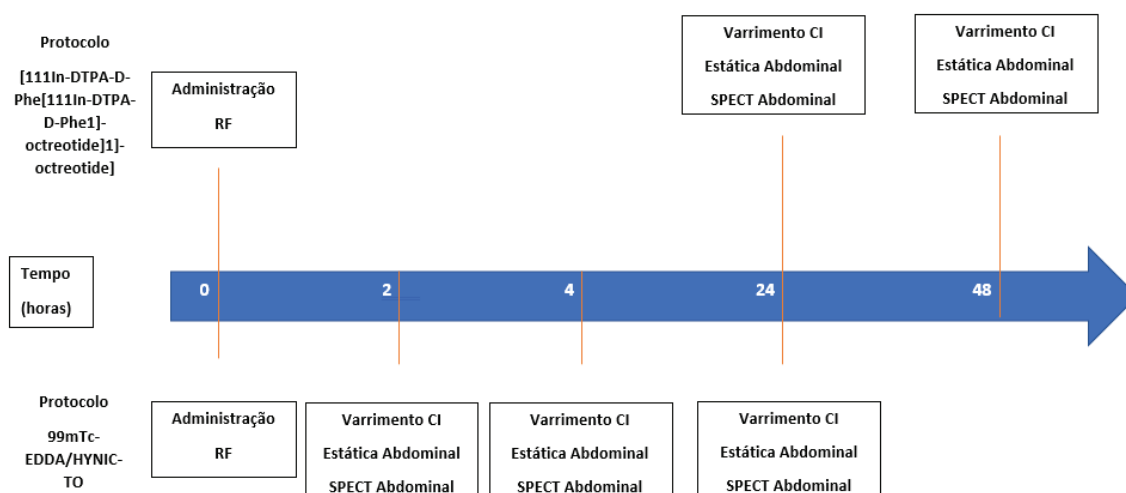 Protocolo
[111In-DTPA-D-
Phe[111In-DTPA-
D-Phe1]-
octreotide]1]-
octreotide]
Administração
RF
Varrimento CI
Estática Abdominal
SPECT Abdominal
Varrimento CI
Estática Abdominal
SPECT Abdominal
Tempo
(horas)
0
2
4
24
48
Protocolo
99mTc-
EDDA/HYNIC-
TO
Administração
RF
Varrimento CI
Estática Abdominal
SPECT Abdominal
Varrimento CI
Estática Abdominal
SPECT Abdominal
Varrimento CI
Estática Abdominal
SPECT Abdominal